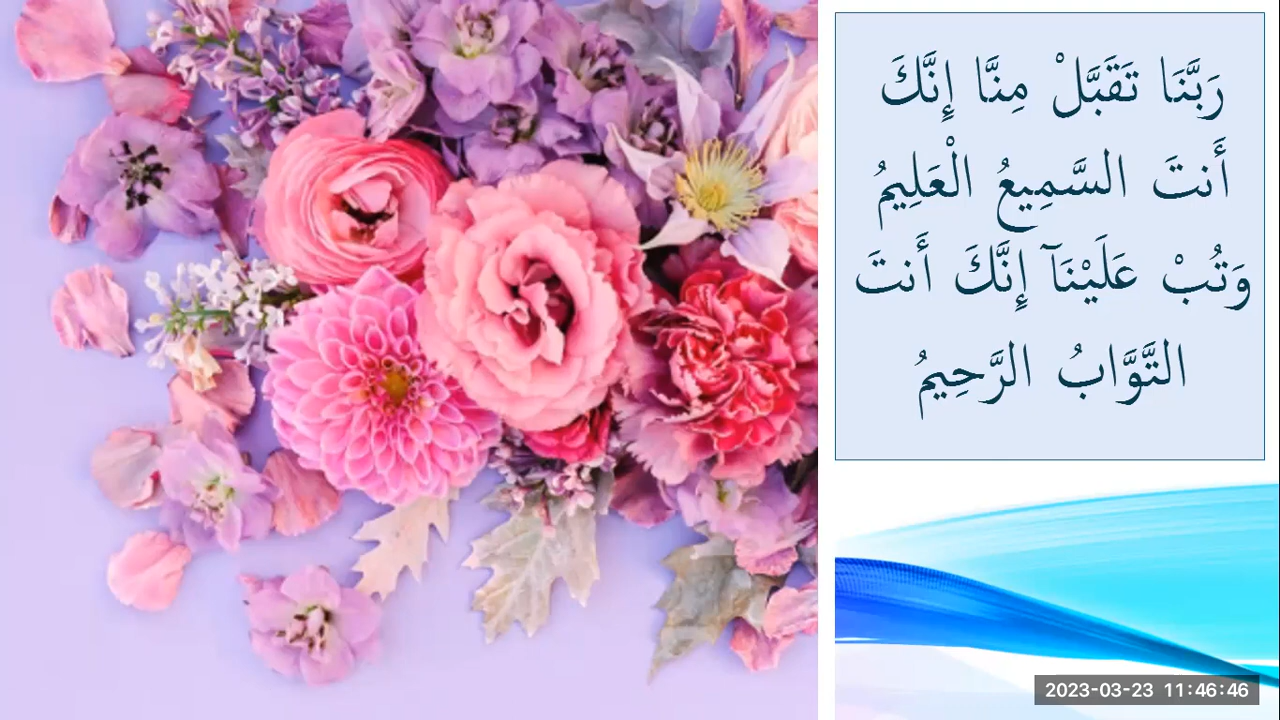 رَبَّنَا تَقَبَّلْ مِنَّا إِنَّكَ
أَنتَ السَّمِيعُ الْعَلِيمُ
وَتُبْ عَلَيْنَآ إِنَّكَ أَنتَ
التَّوَّابُ الرَّحِيمُ
2023-03-23 11:46:46